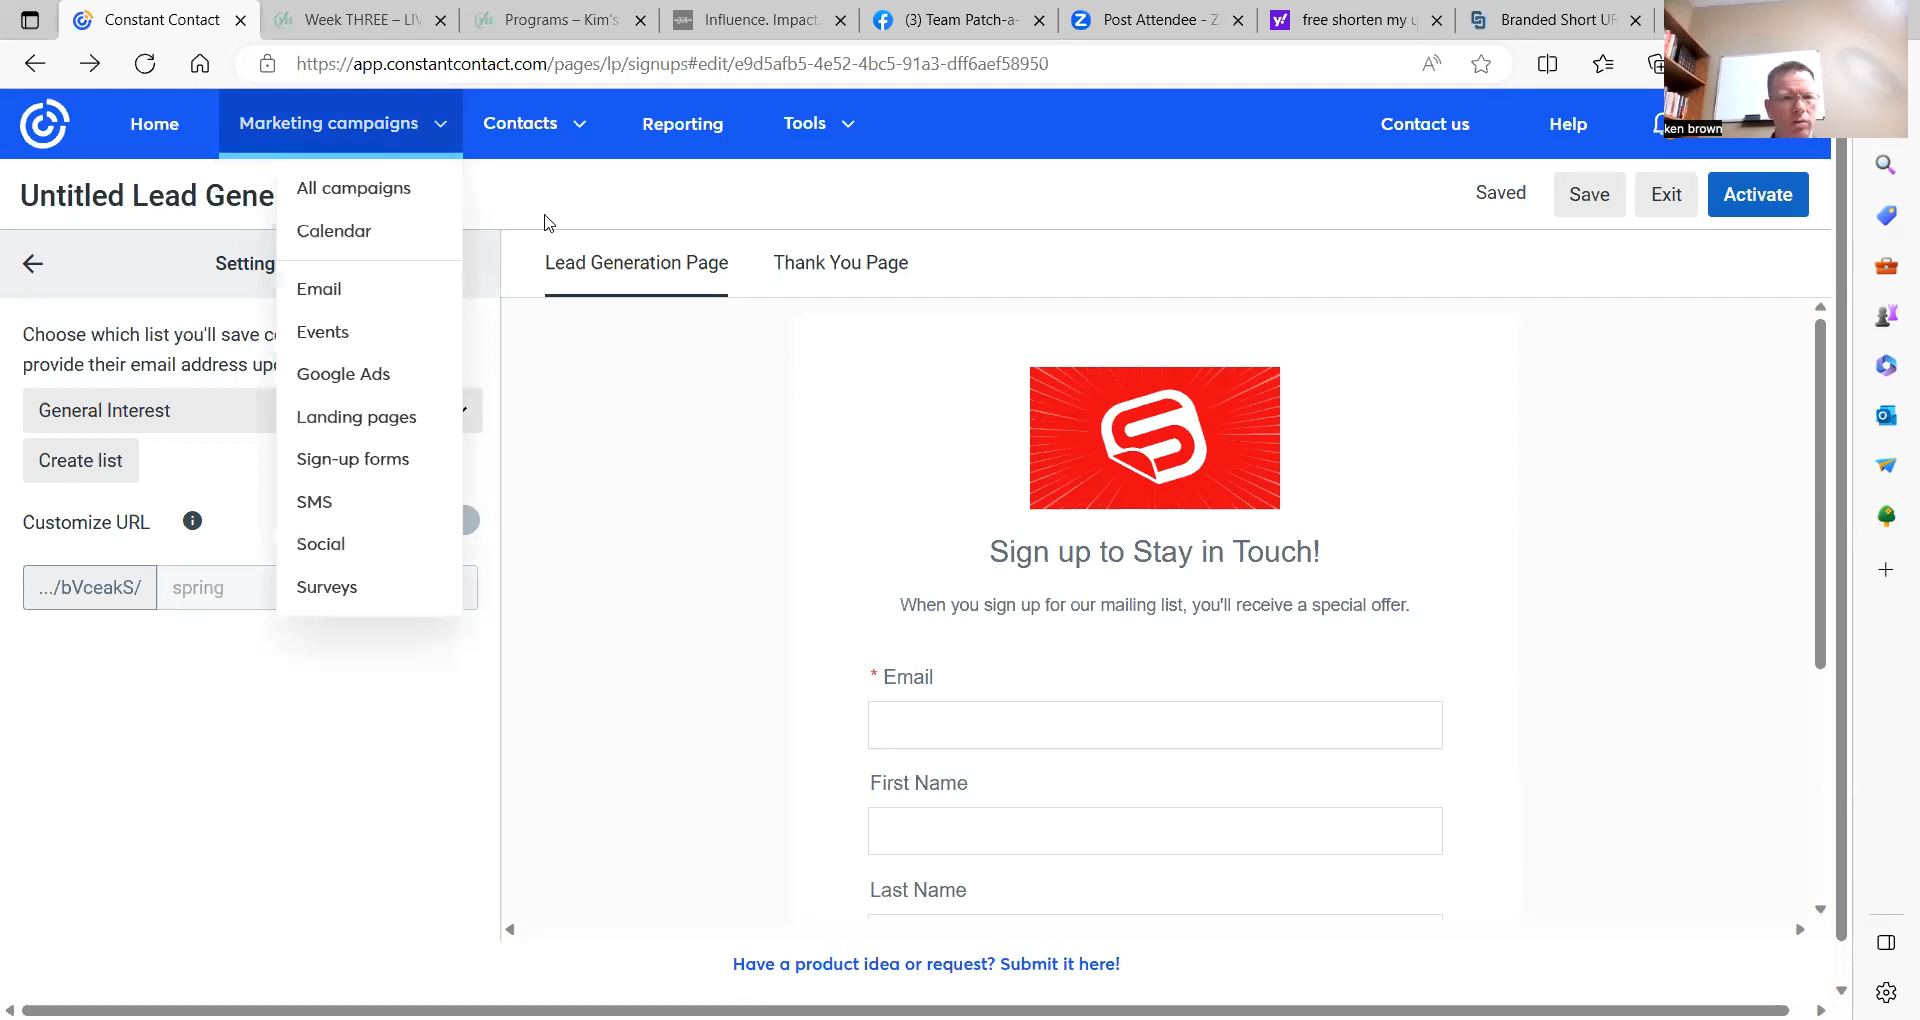 Constant Contact
Week THREE – LI
Programs – Kim's
Influence. Impact.
(3) Team Patch-a-
Post Attendee - Z
free shorten my u
Branded Short UR
https://app.constantcontact.com/pages/lp/signups#edit/e9d5afb5-4e52-4bc5-91a3-dff6aef58950
ken brown
Home
Marketing campaigns
Contacts
Reporting
Tools
Contact us
Help
Untitled Lead Gene
All campaigns
Calendar
Email
Events
Google Ads
Landing pages
Sign-up forms
SMS
Social
Surveys
Saved
Save
Exit
Activate
Setting
Lead Generation Page
Thank You Page
Choose which list you'll save c
provide their email address up
General Interest
Create list
Customize URL
.../bVceakS/
spring
Sign up to Stay in Touch!
When you sign up for our mailing list, you'll receive a special offer.
* Email
First Name
Last Name
Have a product idea or request? Submit it here!